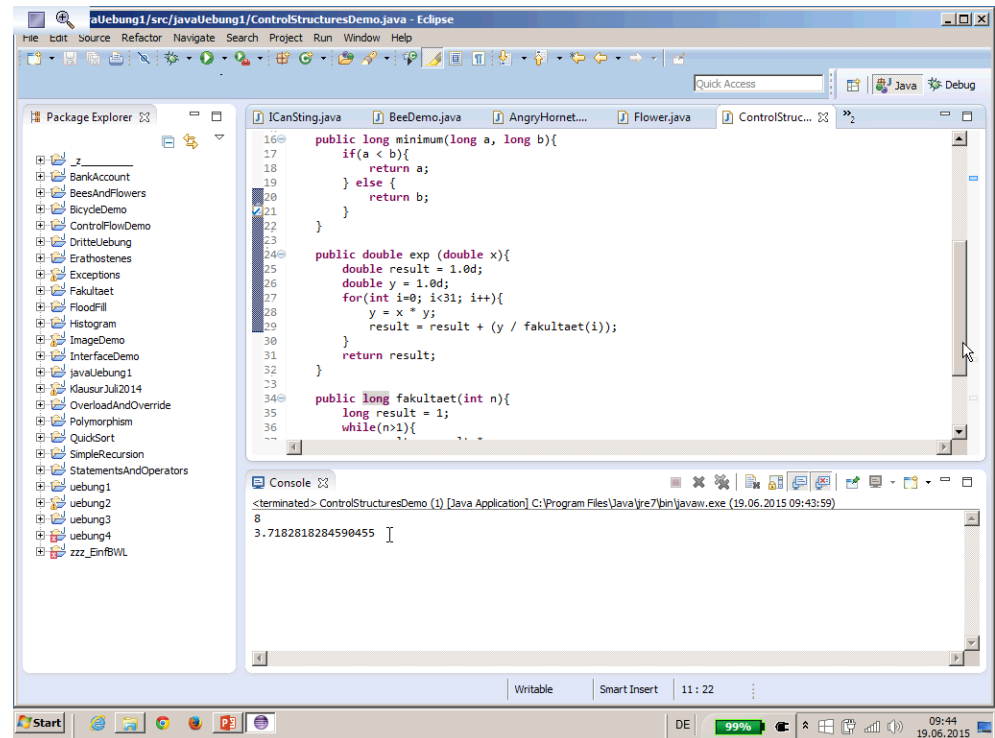 aUebung1/src/javaUebung1/ControlStructuresDemo.java - Eclipse
File Edit Source Refactor Navigate Search Project Run Window Help
Quick Access
Java
Debug
Package Explorer
_z_________
BankAccount
BeesAndFlowers
BicycleDemo
ControlFlowDemo
DritteUebung
Erathostenes
Exceptions
Fakultaet
FloodFill
Histogram
ImageDemo
InterfaceDemo
javaUebung1
KlausurJuli2014
OverloadAndOverride
Polymorphism
QuickSort
SimpleRecursion
StatementsAndOperators
uebung1
uebung2
uebung3
uebung4
zzz_EinfBWL
ICanSting.java BeeDemo.java AngryHornet.... Flower.java ControlStruc... »2
16 public long minimum(long a, long b){
17 if(a < b){
18 return a;
19 } else {
20 return b;
21 }
22 }
23
24 public double exp (double x){
25 double result = 1.0d;
26 double y = 1.0d;
27 for(int i=0; i<31; i++){
28 y = x * y;
29 result = result + (y / fakultaet(i));
30 }
31 return result;
32 }
33
34 public long fakultaet(int n){
35 long result = 1;
36 while(n>1){
Console
<terminated> ControlStructuresDemo (1) [Java Application] C:\Program Files\Java\jre7\bin\javaw.exe (19.06.2015 09:43:59)
8
3.7182818284590455
Writable Smart Insert 11 : 22
Start
DE 99% 09:44
19.06.2015